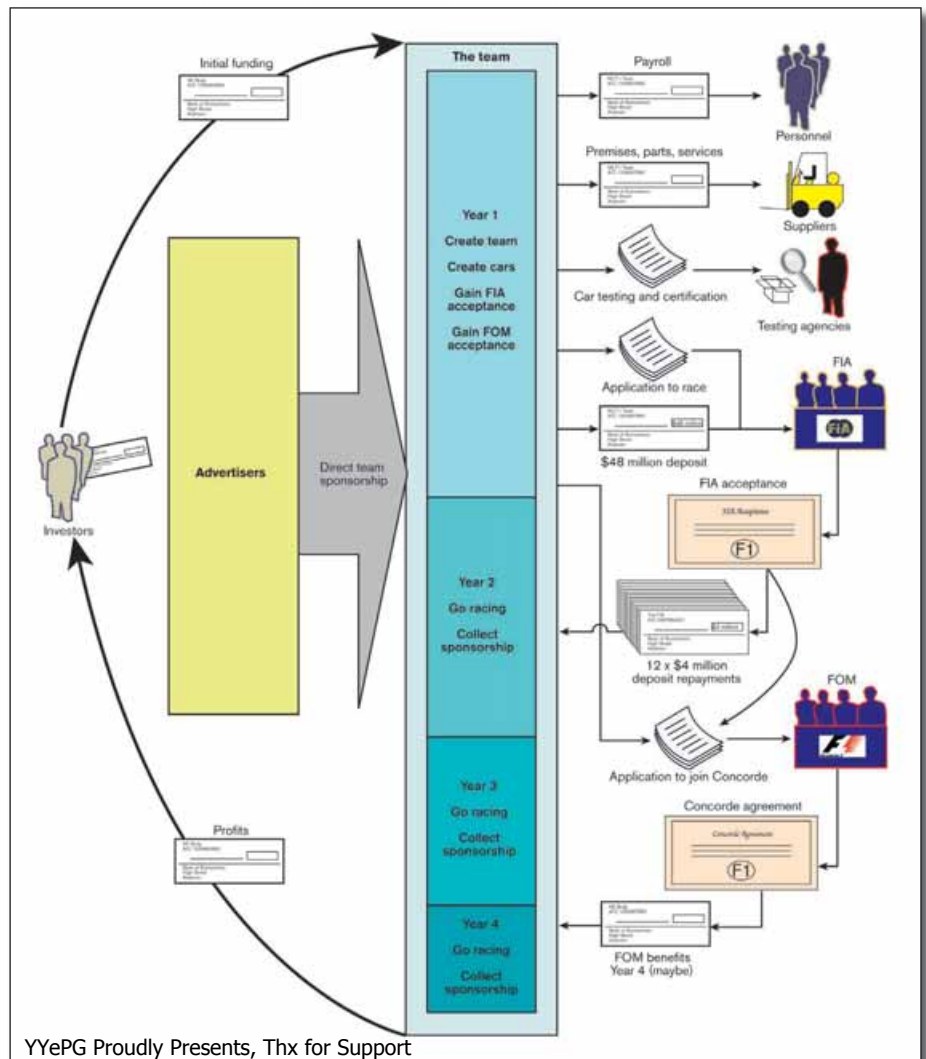 Initial funding
The team
Payroll
Personnel
Premises, parts, services
Suppliers
Year 1
Create team
Create cars
Gain FIA
acceptance
Gain FOM
acceptance
Car testing and certification
Testing agencies
Application to race
FIA
FIA
$48 million deposit
Advertisers
Direct team
sponsorship
Investors
FIA acceptance
FIA Acceptance
F1
Year 2
Go racing
Collect
sponsorship
12 x $4 million
deposit repayments
FOM
Application to join Concorde
Year 3
Go racing
Collect
sponsorship
Concorde agreement
Concorde Agreement
F1
Profits
Year 4
Go racing
Collect
sponsorship
FOM benefits
Year 4 (maybe)
YYePG Proudly Presents, Thx for Support